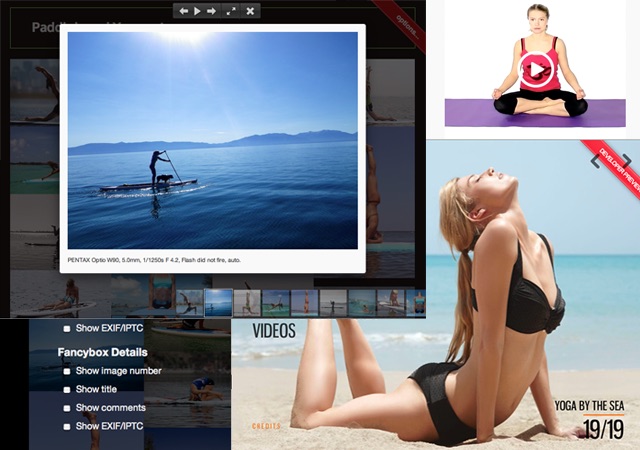 options...
PENTAX Optio W90, 5.0mm, 1/1250s F 4.2, Flash did not fire, auto.
DEVELOPER PREVIEW
Show EXIF/IPTC
Fancybox Details
Show image number
Show title
Show comments
Show EXIF/IPTC
VIDEOS
CREDITS
YOGA BY THE SEA
19/19